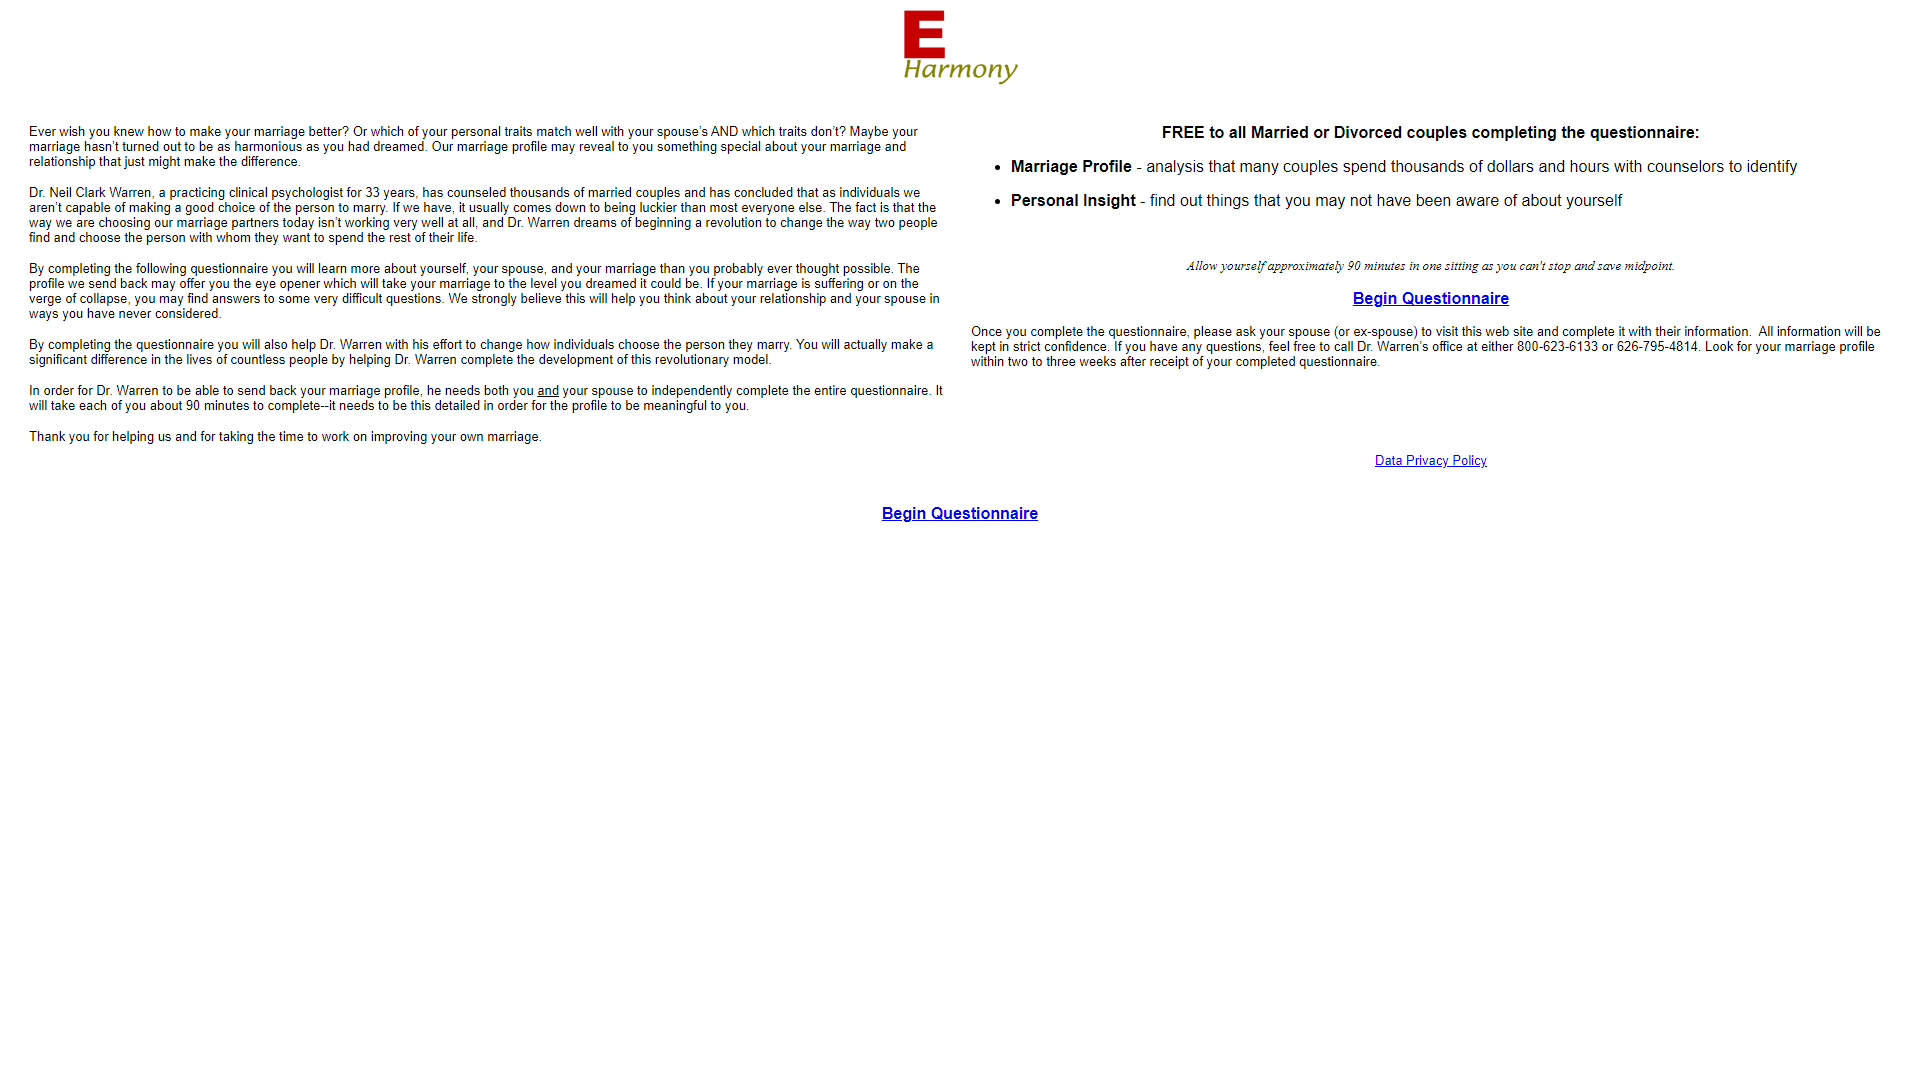 E
Harmony
Ever wish you knew how to make your marriage better? Or which of your personal traits match well with your spouse's AND which traits don't? Maybe your
marriage hasn't turned out to be as harmonious as you had dreamed. Our marriage profile may reveal to you something special about your marriage and
relationship that just might make the difference.
Dr. Neil Clark Warren, a practicing clinical psychologist for 33 years, has counseled thousands of married couples and has concluded that as individuals we
aren't capable of making a good choice of the person to marry. If we have, it usually comes down to being luckier than most everyone else. The fact is that the
way we are choosing our marriage partners today isn't working very well at all, and Dr. Warren dreams of beginning a revolution to change the way two people
find and choose the person with whom they want to spend the rest of their life.
By completing the following questionnaire you will learn more about yourself, your spouse, and your marriage than you probably ever thought possible. The
profile we send back may offer you the eye opener which will take your marriage to the level you dreamed it could be. If your marriage is suffering or on the
verge of collapse, you may find answers to some very difficult questions. We strongly believe this will help you think about your relationship and your spouse in
ways you have never considered.
By completing the questionnaire you will also help Dr. Warren with his effort to change how individuals choose the person they marry. You will actually make a
significant difference in the lives of countless people by helping Dr. Warren complete the development of this revolutionary model.
In order for Dr. Warren to be able to send back your marriage profile, he needs both you and your spouse to independently complete the entire questionnaire. It
will take each of you about 90 minutes to complete--it needs to be this detailed in order for the profile to be meaningful to you.
Thank you for helping us and for taking the time to work on improving your own marriage.
FREE to all Married or Divorced couples completing the questionnaire:
• Marriage Profile - analysis that many couples spend thousands of dollars and hours with counselors to identify
• Personal Insight - find out things that you may not have been aware of about yourself
Allow yourself approximately 90 minutes in one sitting as you can't stop and save midpoint.
Begin Questionnaire
Once you complete the questionnaire, please ask your spouse (or ex-spouse) to visit this web site and complete it with their information. All information will be
kept in strict confidence. If you have any questions, feel free to call Dr. Warren's office at either 800-623-6133 or 626-795-4814. Look for your marriage profile
within two to three weeks after receipt of your completed questionnaire.
Data Privacy Policy
Begin Questionnaire